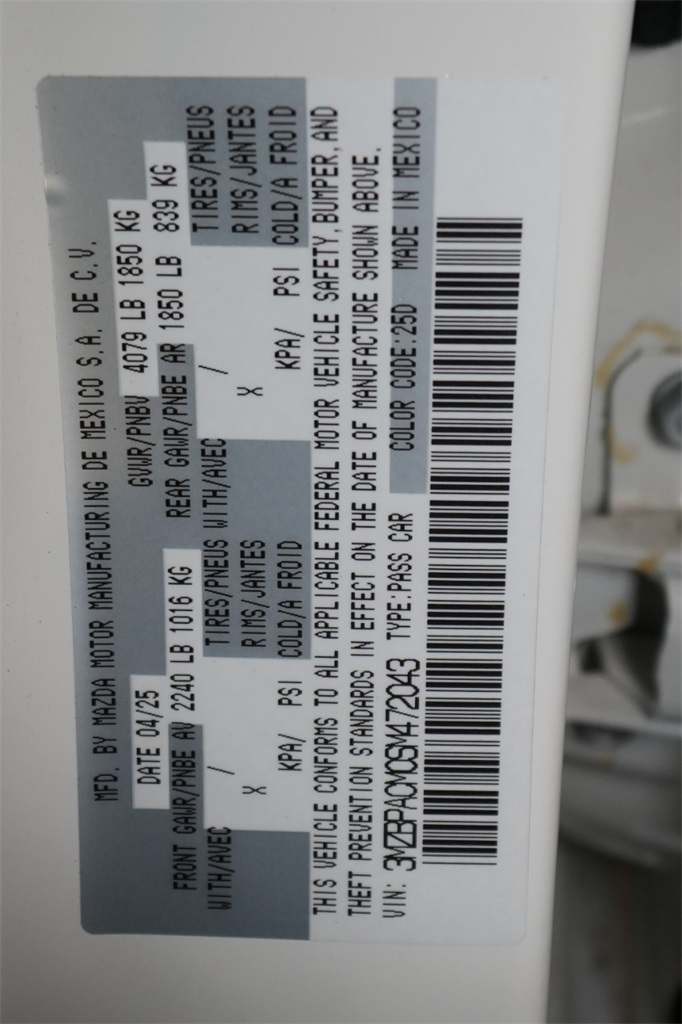 MFD. BY MAZDA MOTOR MANUFACTURING DE MEXICO S.A. DE C.V.
DATE 04/25 GVWR/PNBV 4079 LB 1850 KG
FRONT GAWR/PNBE AV 2240 LB 1016 KG REAR GAWR/PNBE AR 1850 LB 839 KG
WITH/AVEC / TIRES/PNEUS WITH/AVEC / TIRES/PNEUS
X RIMS/JANTES X RIMS/JANTES
KPA/ PSI COLD/A FROID KPA/ PSI COLD/A FROID
THIS VEHICLE CONFORMS TO ALL APPLICABLE FEDERAL MOTOR VEHICLE SAFETY, BUMPER, AND
THEFT PREVENTION STANDARDS IN EFFECT ON THE DATE OF MANUFACTURE SHOWN ABOVE.
VIN: 3MZBPACM0SM472043 TYPE:PASS CAR COLOR CODE:25D MADE IN MEXICO